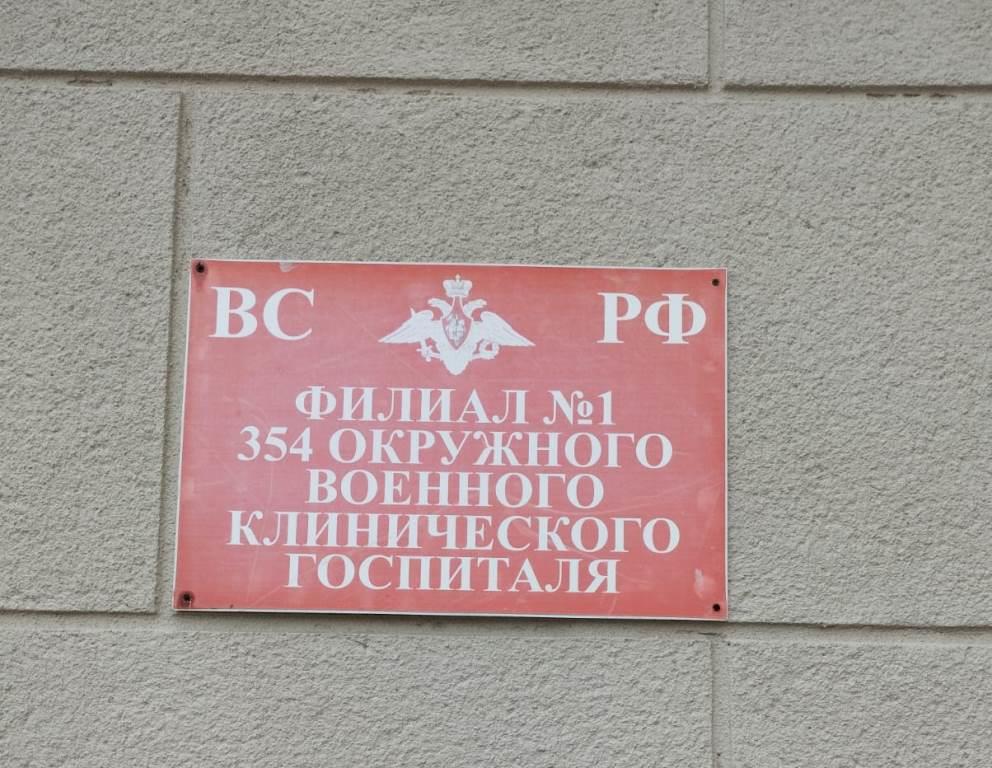 ВС РФ
ФИЛИАЛ №1
354 ОКРУЖНОГО
ВОЕННОГО
КЛИНИЧЕСКОГО
ГОСПИТАЛЯ